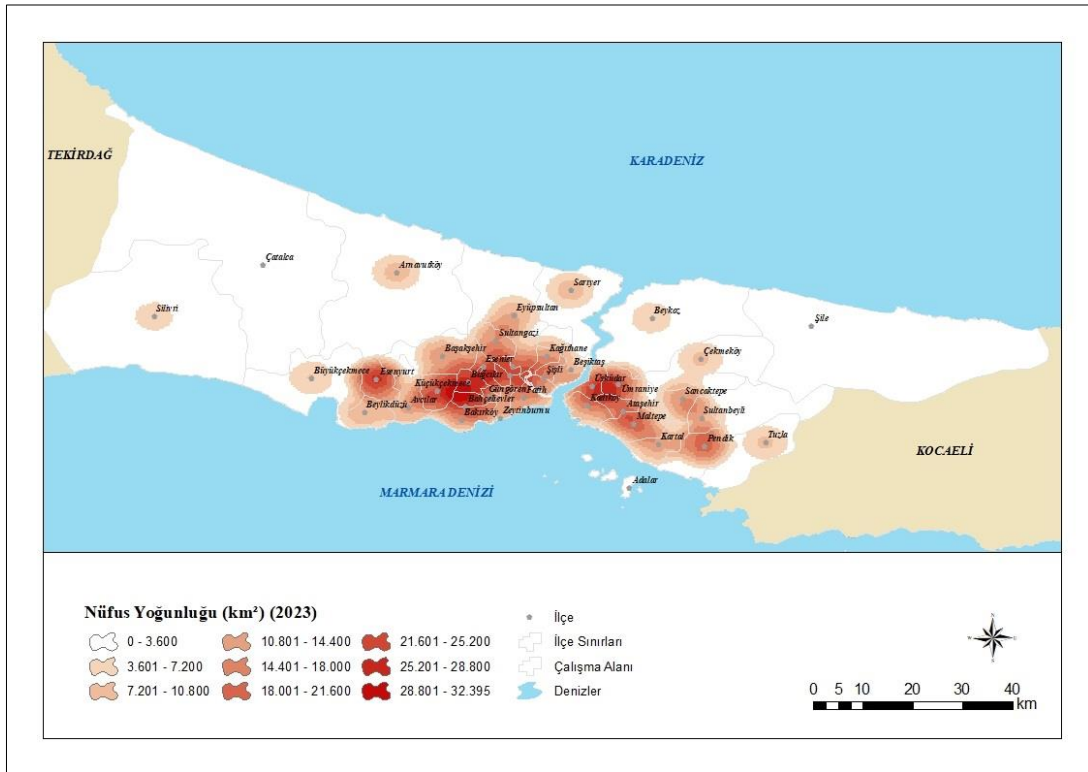 TEKİRDAĞ
KARADENİZ
Çatalca
Arnavutköy
Sarıyer
Silivri
Eyüpsultan
Beykoz
Şile
Sultangazi
Başakşehir
Kağıthane
Çekmeköy
Esenler
Beşiktaş
Büyükçekmece
Esenyurt
Bağcılar
Şişli
Küçükçekmece
Üsküdar
Ümraniye
Güngören
Fatih
Sancaktepe
Avcılar
Bahçelievler
Kadıköy
Ataşehir
Beylikdüzü
Bakırköy
Zeytinburnu
Maltepe
Sultanbeyli
Kartal
Pendik
Tuzla
KOCAELİ
MARMARA DENİZİ
Adalar
Nüfus Yoğunluğu (km²) (2023)
0 - 3.600
3.601 - 7.200
7.201 - 10.800
10.801 - 14.400
14.401 - 18.000
18.001 - 21.600
21.601 - 25.200
25.201 - 28.800
28.801 - 32.395
İlçe
İlçe Sınırları
Çalışma Alanı
Denizler
N
0 5 10 20 30 40
km